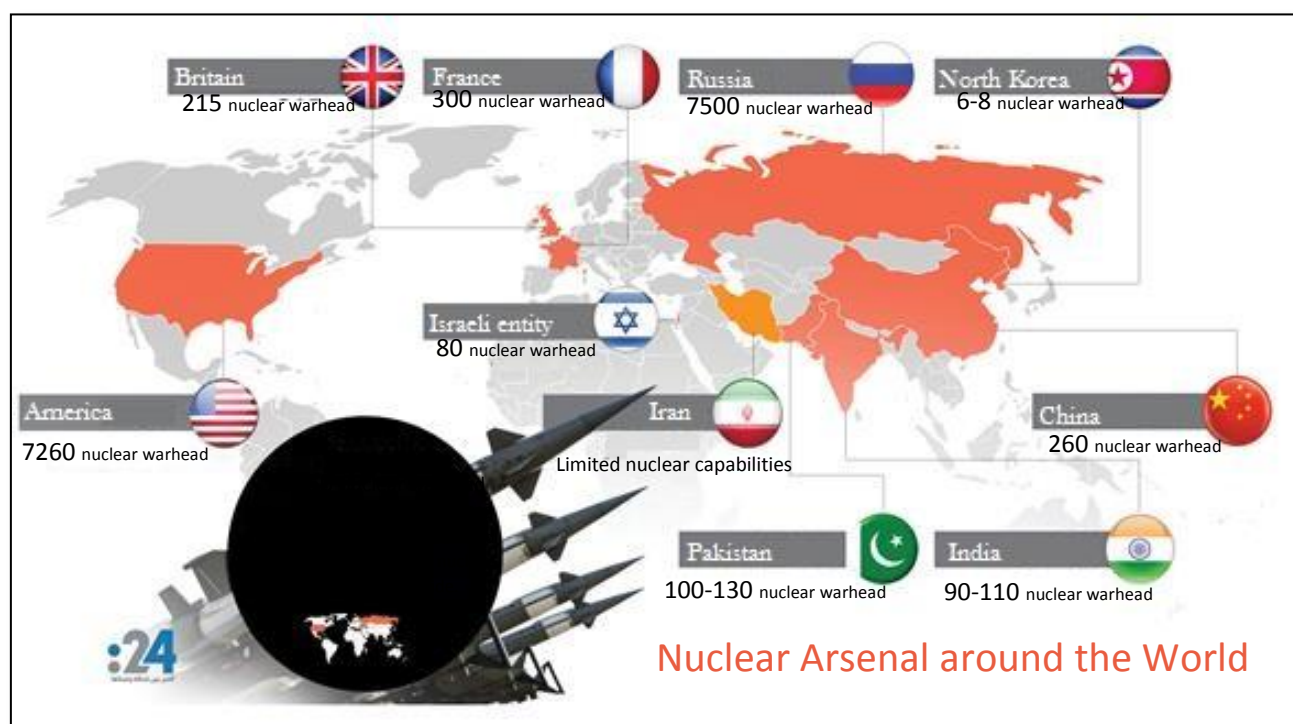 Britain
215 nuclear warhead
France
300 nuclear warhead
Russia
7500 nuclear warhead
North Korea
6-8 nuclear warhead
Israeli entity
80 nuclear warhead
America
7260 nuclear warhead
Iran
Limited nuclear capabilities
China
260 nuclear warhead
Pakistan
100-130 nuclear warhead
India
90-110 nuclear warhead
:24
Nuclear Arsenal around the World